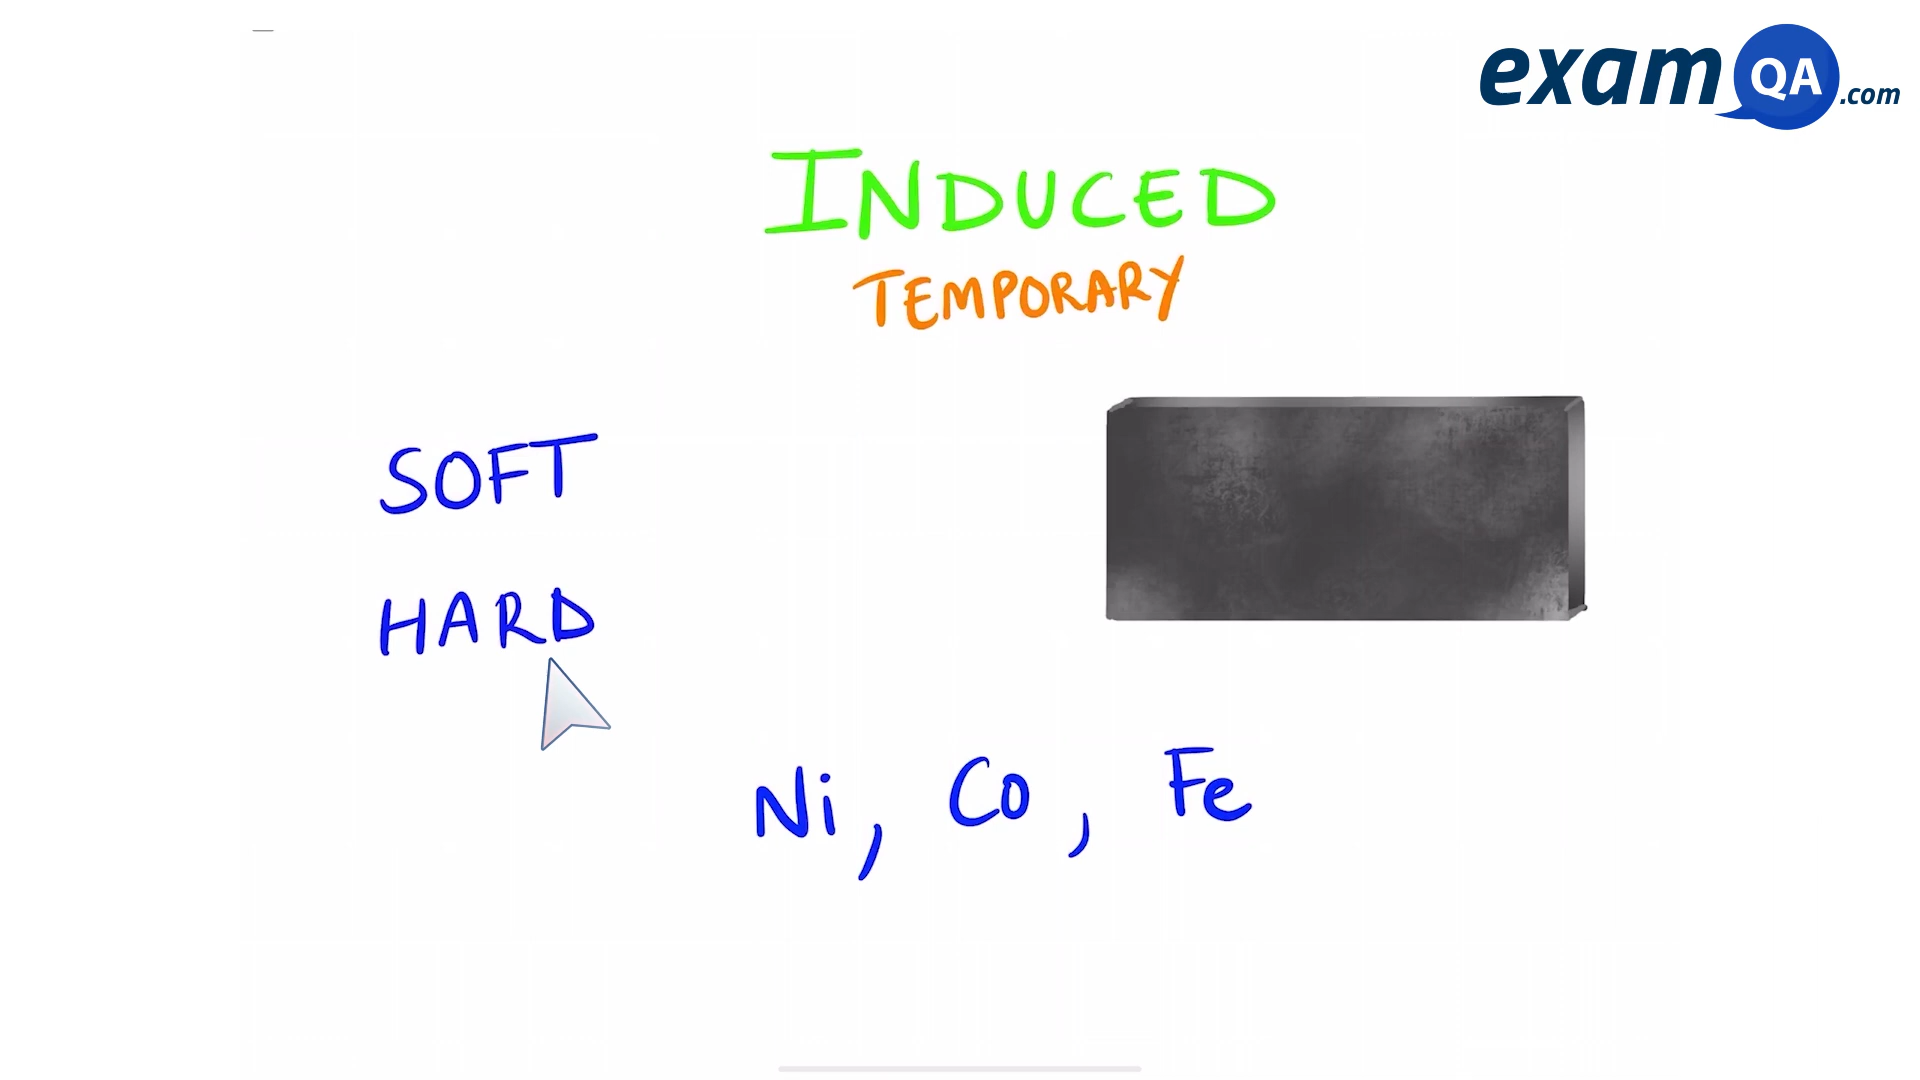 examQA.com
INDUCED
TEMPORARY
SOFT
HARD
Ni, Co, Fe